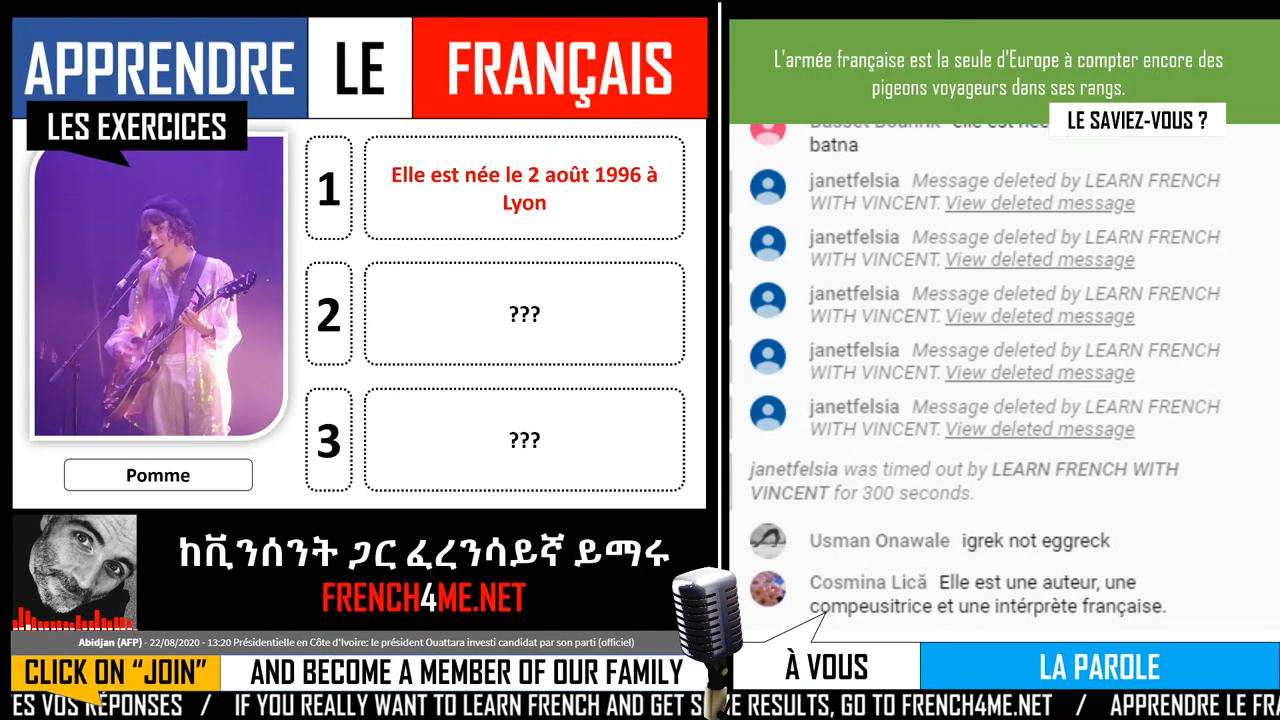 APPRENDRE LE FRANÇAIS
LES EXERCICES
1
Elle est née le 2 août 1996 à
Lyon
2
???
3
???
Pomme
ከቪንሰንት ጋር ፈረንሳይኛ ይማሩ
FRENCH4ME.NET
Abidjan (AFP) - 22/08/2020 - 13:20 Présidentielle en Côte d'Ivoire: le président Ouattara investi candidat par son parti (officiel)
CLICK ON “JOIN” AND BECOME A MEMBER OF OUR FAMILY
L'armée française est la seule d'Europe à compter encore des
pigeons voyageurs dans ses rangs.
LE SAVIEZ-VOUS ?
batna
janetfelsia Message deleted by LEARN FRENCH
WITH VINCENT. View deleted message
janetfelsia Message deleted by LEARN FRENCH
WITH VINCENT. View deleted message
janetfelsia Message deleted by LEARN FRENCH
WITH VINCENT. View deleted message
janetfelsia Message deleted by LEARN FRENCH
WITH VINCENT. View deleted message
janetfelsia Message deleted by LEARN FRENCH
WITH VINCENT. View deleted message
janetfelsia was timed out by LEARN FRENCH WITH
VINCENT for 300 seconds.
Usman Onawale igrek not eggreck
Cosmina Lică Elle est une auteur, une
compeusitrice et une intérprète française.
À VOUS LA PAROLE
ES VOS RÉPONSES / IF YOU REALLY WANT TO LEARN FRENCH AND GET RESULTS, GO TO FRENCH4ME.NET / APPRENDRE LE FRA